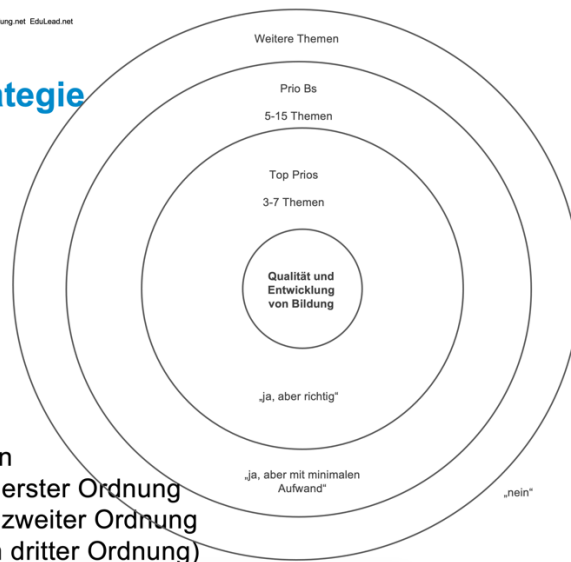 ung.net EduLead.net
Weitere Themen
ategie
Prio Bs
5-15 Themen
Top Prios
3-7 Themen
Qualität und
Entwicklung
von Bildung
„ja, aber richtig“
n
erster Ordnung
„ja, aber mit minimalen
Aufwand“
zweiter Ordnung
„nein“
n dritter Ordnung)